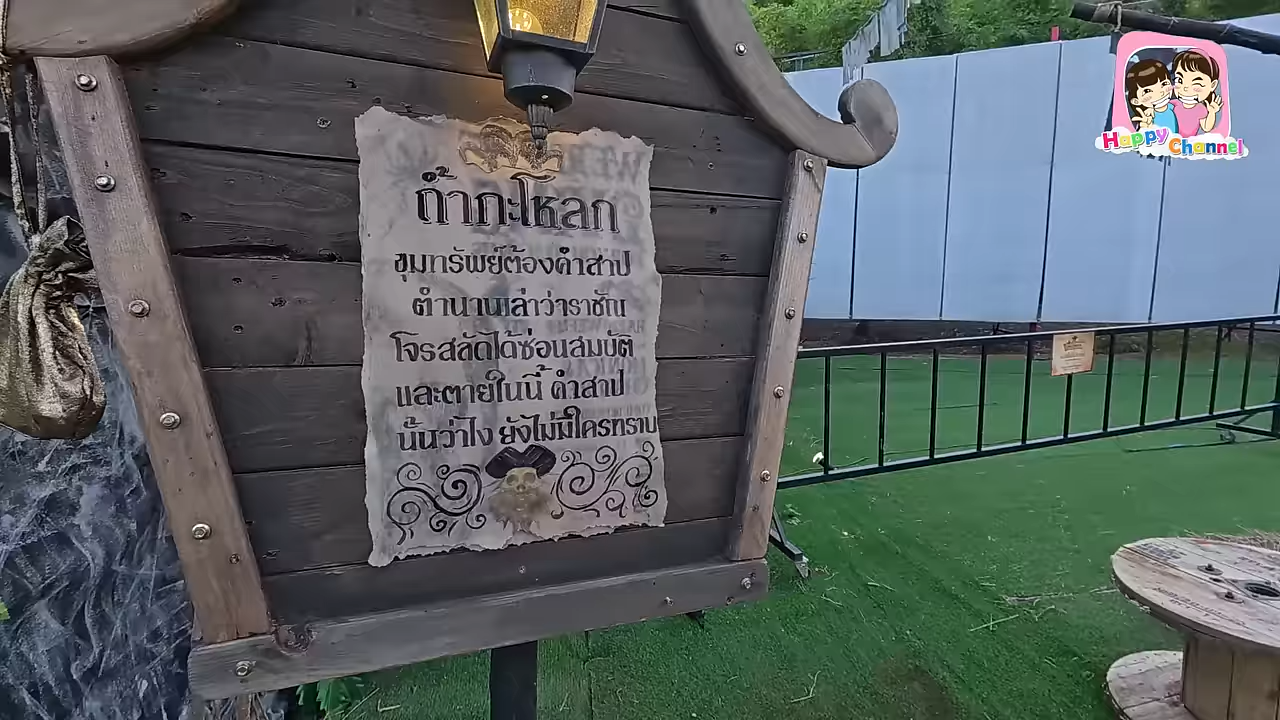 ถ้ำกะโหลก
ขุมทรัพย์ต้องคำสาป
ตำนานเล่าว่าราชัณ
โจรสลัดได้ซ่อนสมบัติ
และตายในนี้ คำสาป
นั้นว่าไง ยังไม่มีใครทราบ
Happy Channel